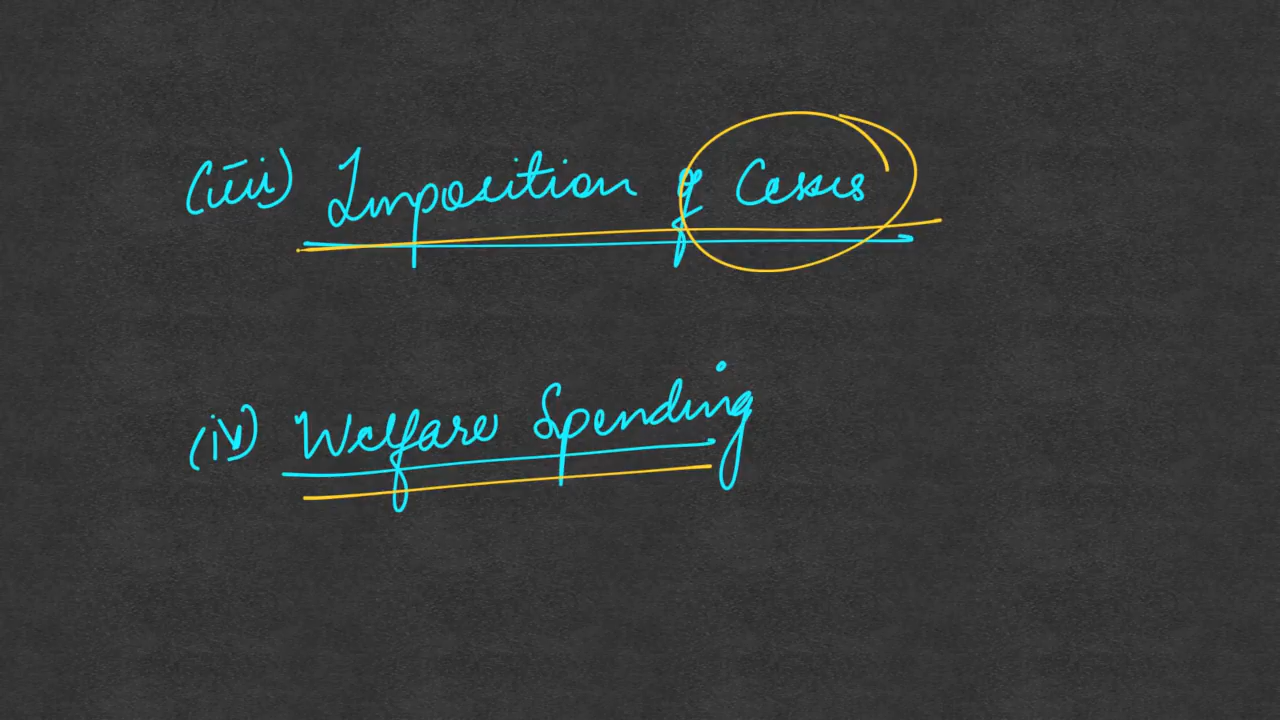 (iii) Imposition of Cesses
(iv) Welfare Spending